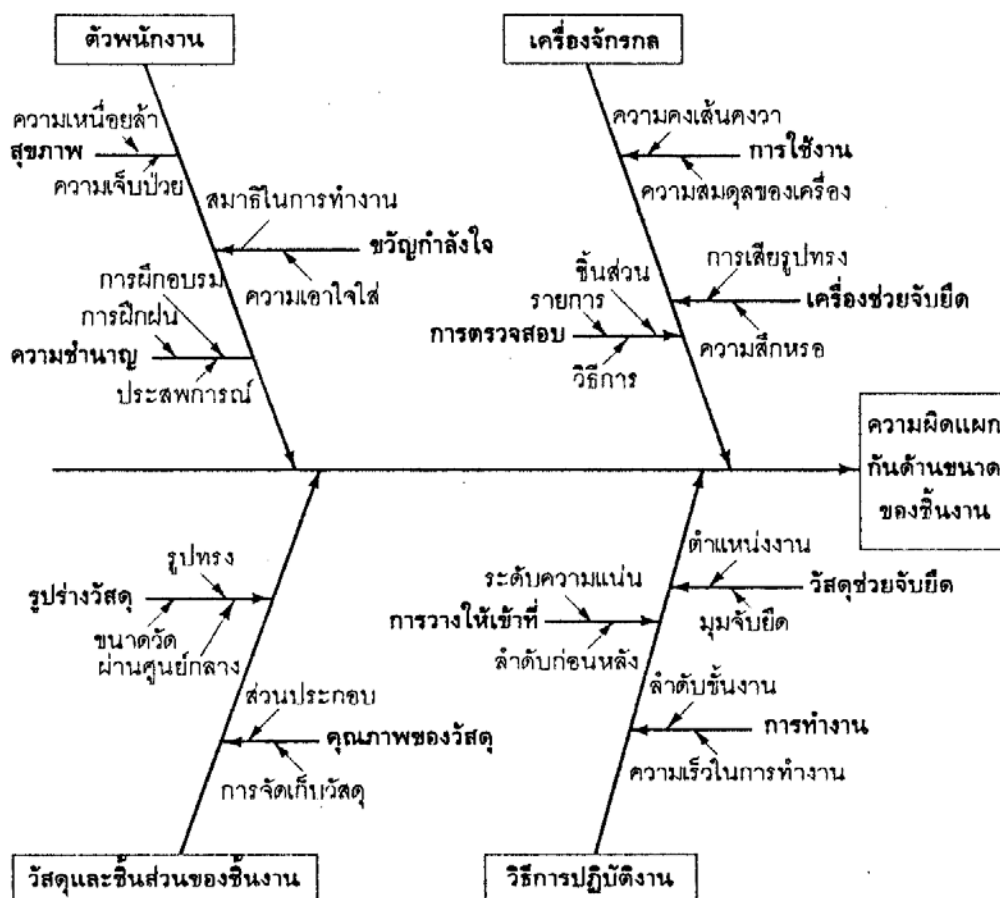 ตัวพนักงาน
เครื่องจักรกล
ความเหนื่อยล้า
สุขภาพ
ความเจ็บป่วย
สมาธิในการทำงาน
ขวัญกำลังใจ
ความเอาใจใส่
การฝึกอบรม
การฝึกฝน
ความชำนาญ
ประสพการณ์
ความคงเส้นคงวา
การใช้งาน
ความสมดุลของเครื่อง
การเสียรูปทรง
เครื่องช่วยจับยึด
ความสึกหรอ
ชิ้นส่วน
รายการ
การตรวจสอบ
วิธีการ
ความผิดแผก
กันด้านขนาด
ของชิ้นงาน
รูปทรง
รูปร่างวัสดุ
ขนาดวัด
ผ่านศูนย์กลาง
ส่วนประกอบ
คุณภาพของวัสดุ
การจัดเก็บวัสดุ
ตำแหน่งงาน
วัสดุช่วยจับยึด
มุมจับยึด
ระดับความแน่น
การวางให้เข้าที่
ลำดับก่อนหลัง
ลำดับขั้นงาน
การทำงาน
ความเร็วในการทำงาน
วัสดุและชิ้นส่วนของชิ้นงาน
วิธีการปฏิบัติงาน